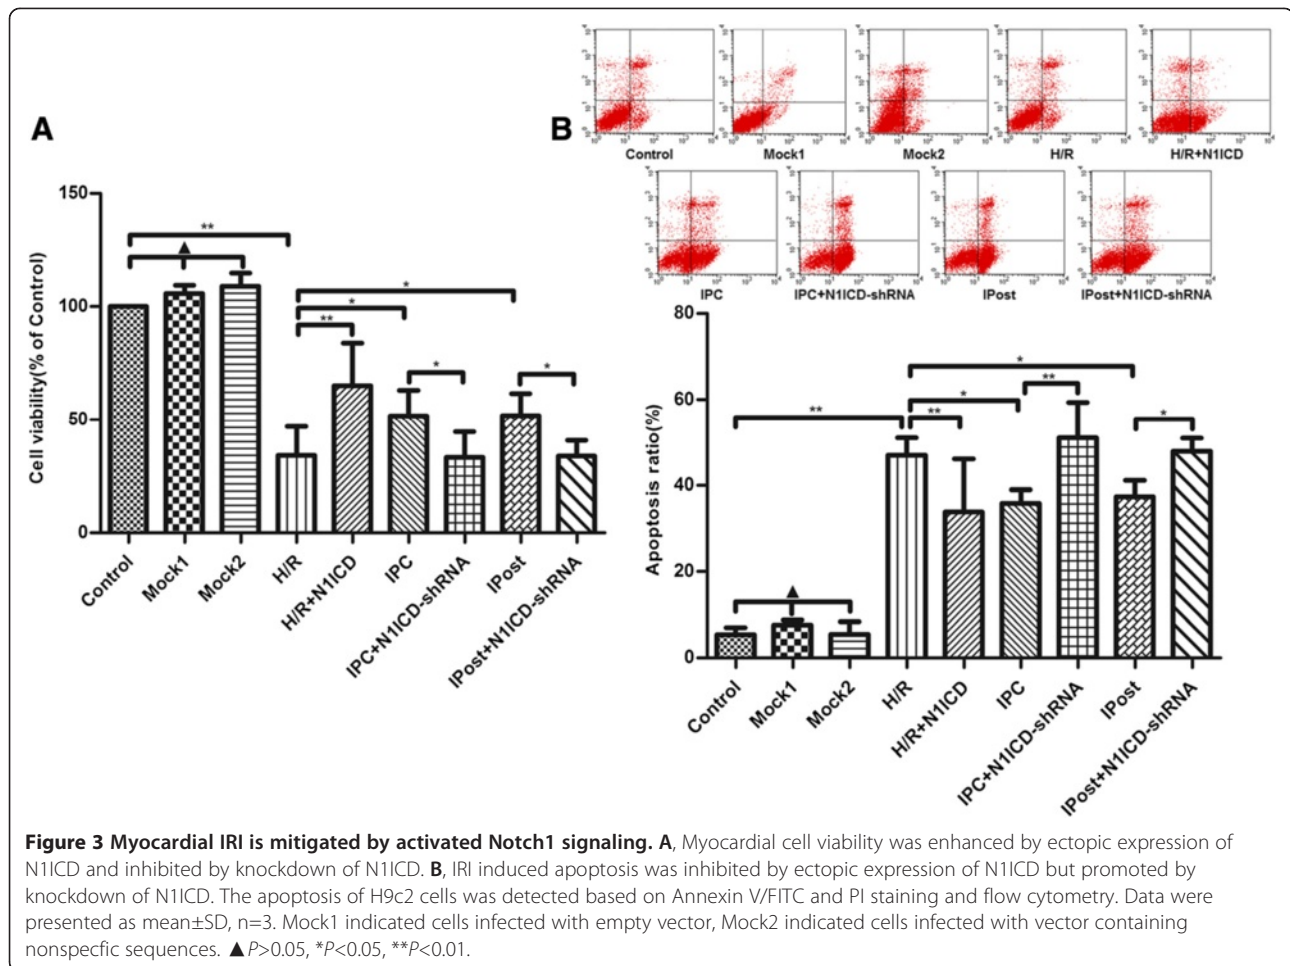 A
150
100
50
0
Cell viability(% of Control)
**
▲
*
*
**
*
*
Control
Mock1
Mock2
H/R
H/R+N1ICD
IPC
IPC+N1ICD-shRNA
IPost
IPost+N1ICD-shRNA
B
Control
Mock1
Mock2
H/R
H/R+N1ICD
IPC
IPC+N1ICD-shRNA
IPost
IPost+N1ICD-shRNA
80
60
40
20
0
Apoptosis ratio(%)
*
**
*
**
**
*
▲
Control
Mock1
Mock2
H/R
H/R+N1ICD
IPC
IPC+N1ICD-shRNA
IPost
IPost+N1ICD-shRNA
Figure 3 Myocardial IRI is mitigated by activated Notch1 signaling. A, Myocardial cell viability was enhanced by ectopic expression of
N1ICD and inhibited by knockdown of N1ICD. B, IRI induced apoptosis was inhibited by ectopic expression of N1ICD but promoted by
knockdown of N1ICD. The apoptosis of H9c2 cells was detected based on Annexin V/FITC and PI staining and flow cytometry. Data were
presented as mean±SD, n=3. Mock1 indicated cells infected with empty vector, Mock2 indicated cells infected with vector containing
nonspecfic sequences. ▲P>0.05, *P<0.05, **P<0.01.